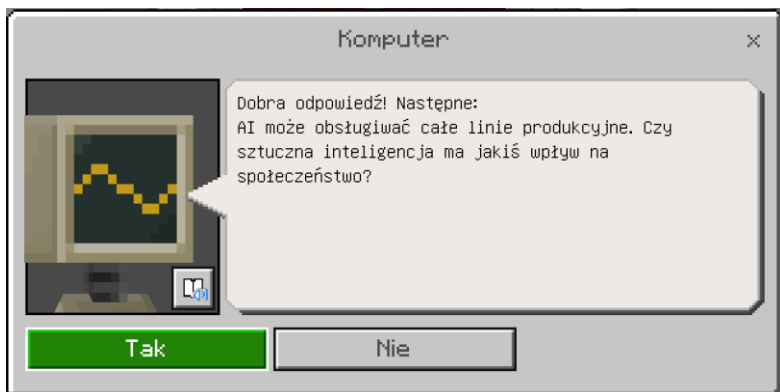 Komputer
x
Dobra odpowiedź! Następne:
AI może obsługiwać całe linie produkcyjne. Czy
sztuczna inteligencja ma jakiś wpływ na
społeczeństwo?
Tak
Nie